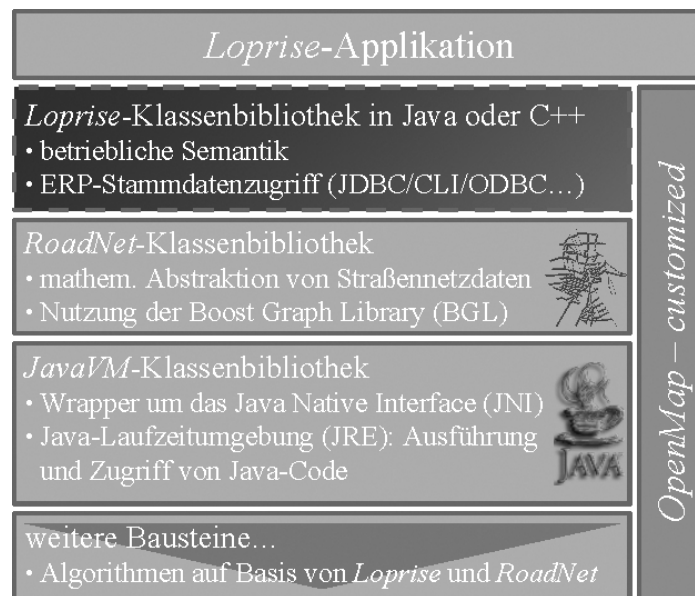 Loprise-Applikation
Loprise-Klassenbibliothek in Java oder C++
• betriebliche Semantik
• ERP-Stammdatenzugriff (JDBC/CLI/ODBC…)
RoadNet-Klassenbibliothek
• mathem. Abstraktion von Straßennetzdaten
• Nutzung der Boost Graph Library (BGL)
JavaVM-Klassenbibliothek
• Wrapper um das Java Native Interface (JNI)
• Java-Laufzeitumgebung (JRE): Ausführung
und Zugriff von Java-Code
JAVA
weitere Bausteine…
• Algorithmen auf Basis von Loprise und RoadNet
OpenMap – customized